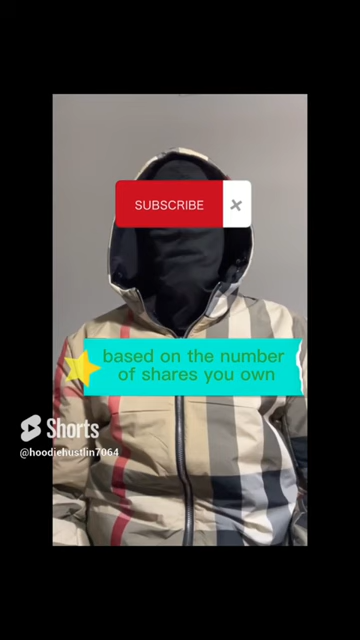 SUBSCRIBE
based on the number
of shares you own
Shorts
@hoodiehustlin7064